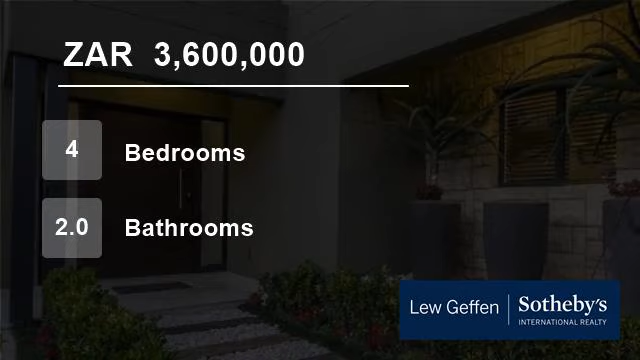 ZAR 3,600,000
4 Bedrooms
2.0 Bathrooms
Lew Geffen | Sotheby's
INTERNATIONAL REALTY